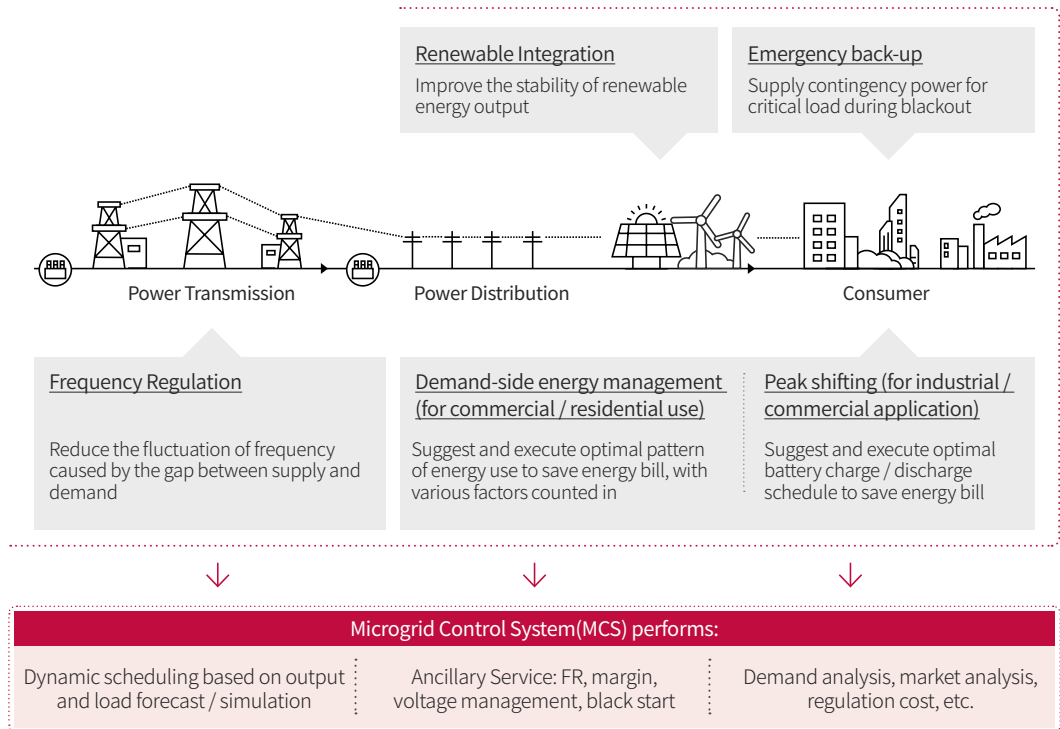 Renewable Integration
Improve the stability of renewable
energy output
Emergency back-up
Supply contingency power for
critical load during blackout
Power Transmission
Power Distribution
Consumer
Frequency Regulation
Reduce the fluctuation of frequency
caused by the gap between supply and
demand
Demand-side energy management
(for commercial / residential use)
Suggest and execute optimal pattern
of energy use to save energy bill, with
various factors counted in
Peak shifting (for industrial /
commercial application)
Suggest and execute optimal
battery charge / discharge
schedule to save energy bill
Microgrid Control System(MCS) performs:
Dynamic scheduling based on output
and load forecast / simulation
Ancillary Service: FR, margin,
voltage management, black start
Demand analysis, market analysis,
regulation cost, etc.